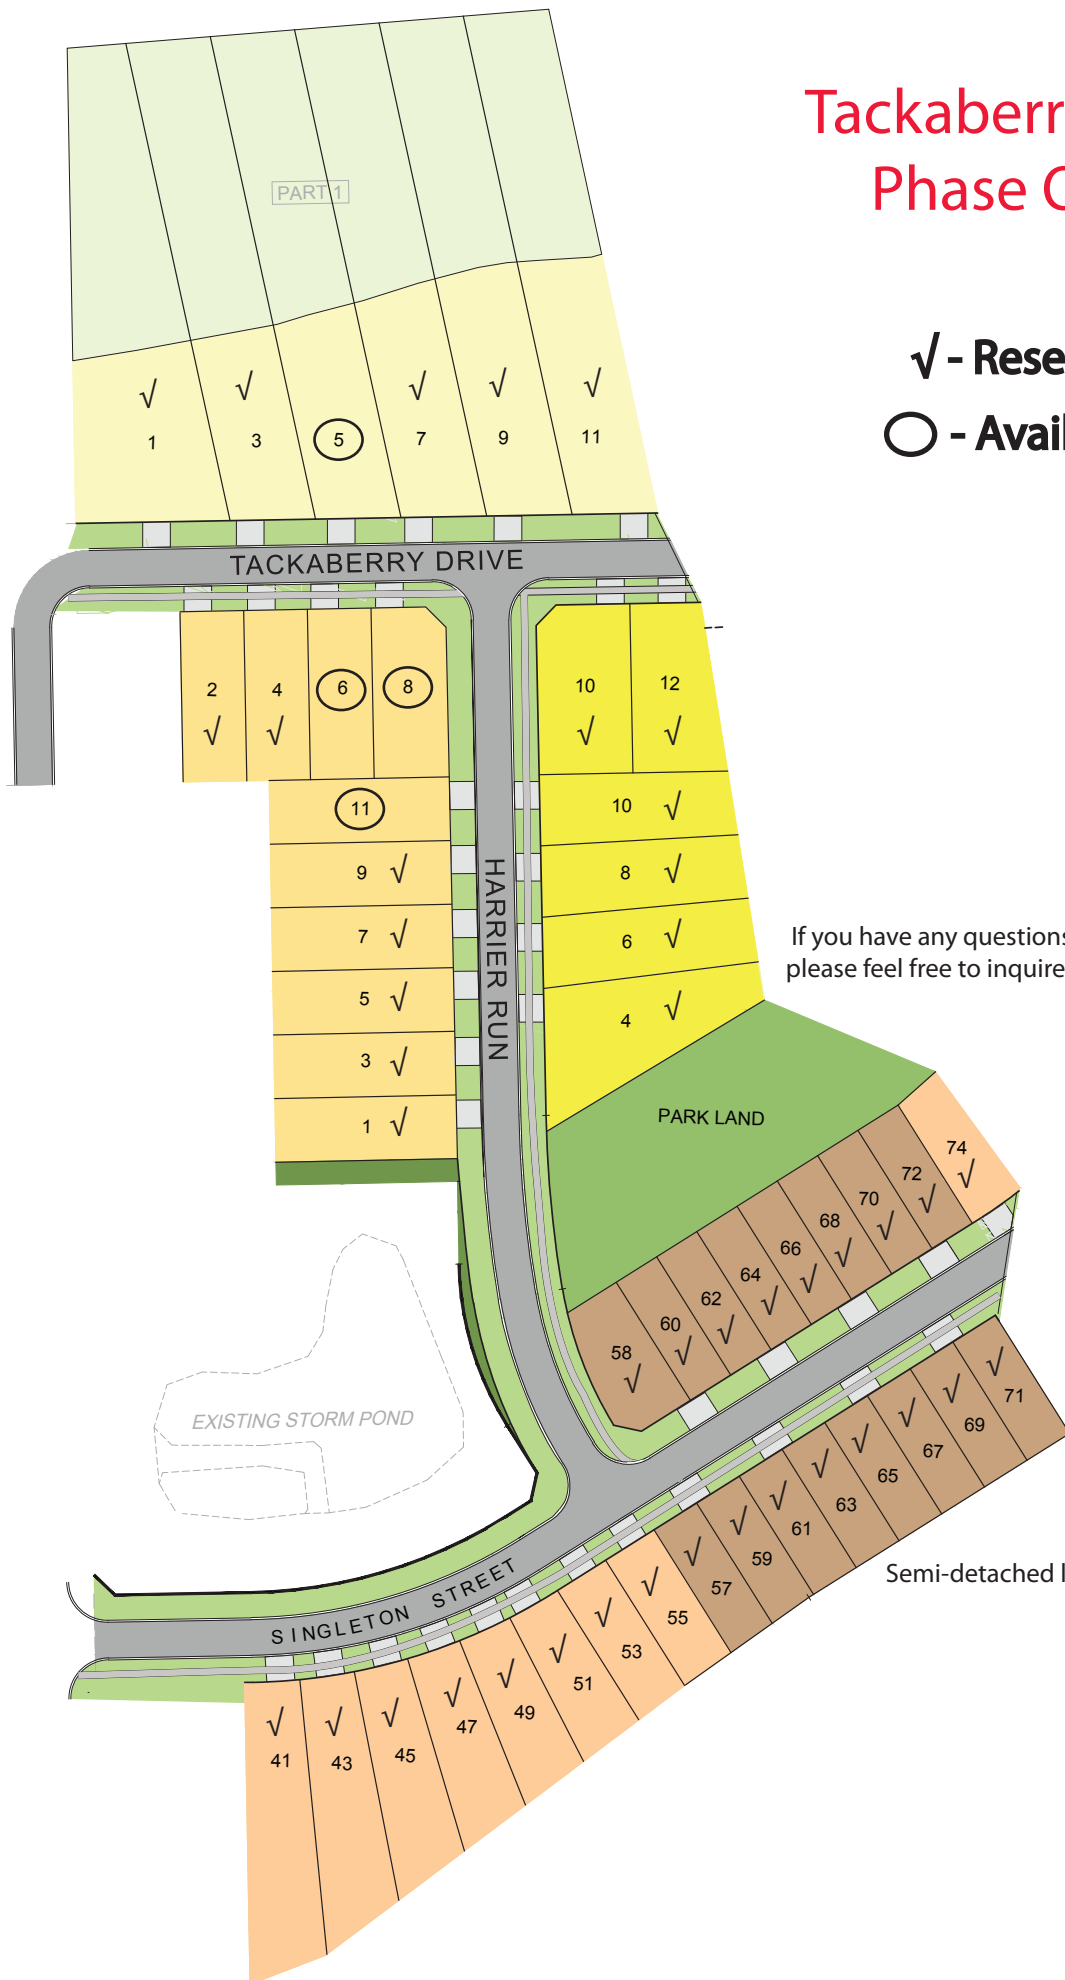 Tackaberr
Phase
PART 1
√ - Rese
- Avail
√ √ √ √ √
1 3 5 7 9 11
TACKABERRY DRIVE
2 4 6 8 10 12
√ √ √ √
11
10 √
9 √
8 √
HARRIER RUN
7 √
6 √
If you have any questions
please feel free to inquire
5 √
4 √
3 √
1 √
PARK LAND
74 √
72 √
70 √
68 √
66 √
64 √
62 √
60 √
58 √
EXISTING STORM POND
√ 71
√ 69
√ 67
√ 65
√ 63
√ 61
√ 59
√ 57
Semi-detached l
√ 55
√ 53
√ 51
√ 49
√ 47
√ 45
√ 43
√ 41
SINGLETON STREET